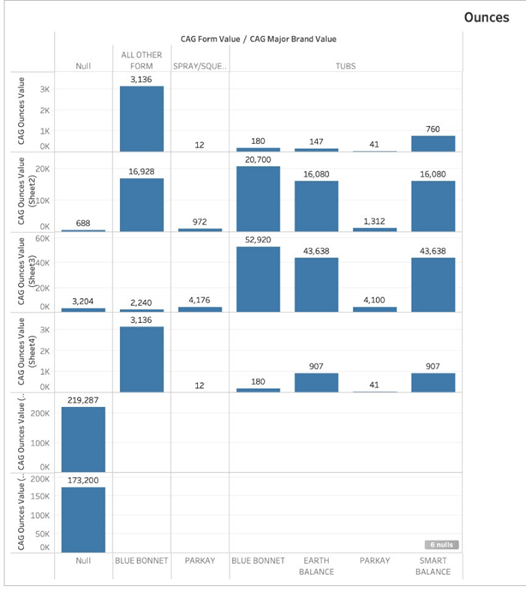 Ounces
CAG Form Value / CAG Major Brand Value
Null
ALL OTHER
FORM
SPRAY/SQUE..
TUBS
CAG Ounces Value
3K
2K
1K
0K
3,136
12
180
147
41
760
CAG Ounces Value
(Sheet2)
20K
10K
0K
688
16,928
972
20,700
16,080
1,312
16,080
CAG Ounces Value
(Sheet3)
60K
40K
20K
0K
3,204
2,240
4,176
52,920
43,638
4,100
43,638
CAG Ounces Value
(Sheet4)
3K
2K
1K
0K
3,136
12
180
907
41
907
CAG Ounces Value (..
200K
100K
0K
219,287
CAG Ounces Value (..
200K
150K
100K
50K
0K
173,200
6 nulls
Null
BLUE BONNET
PARKAY
BLUE BONNET
EARTH
BALANCE
PARKAY
SMART
BALANCE